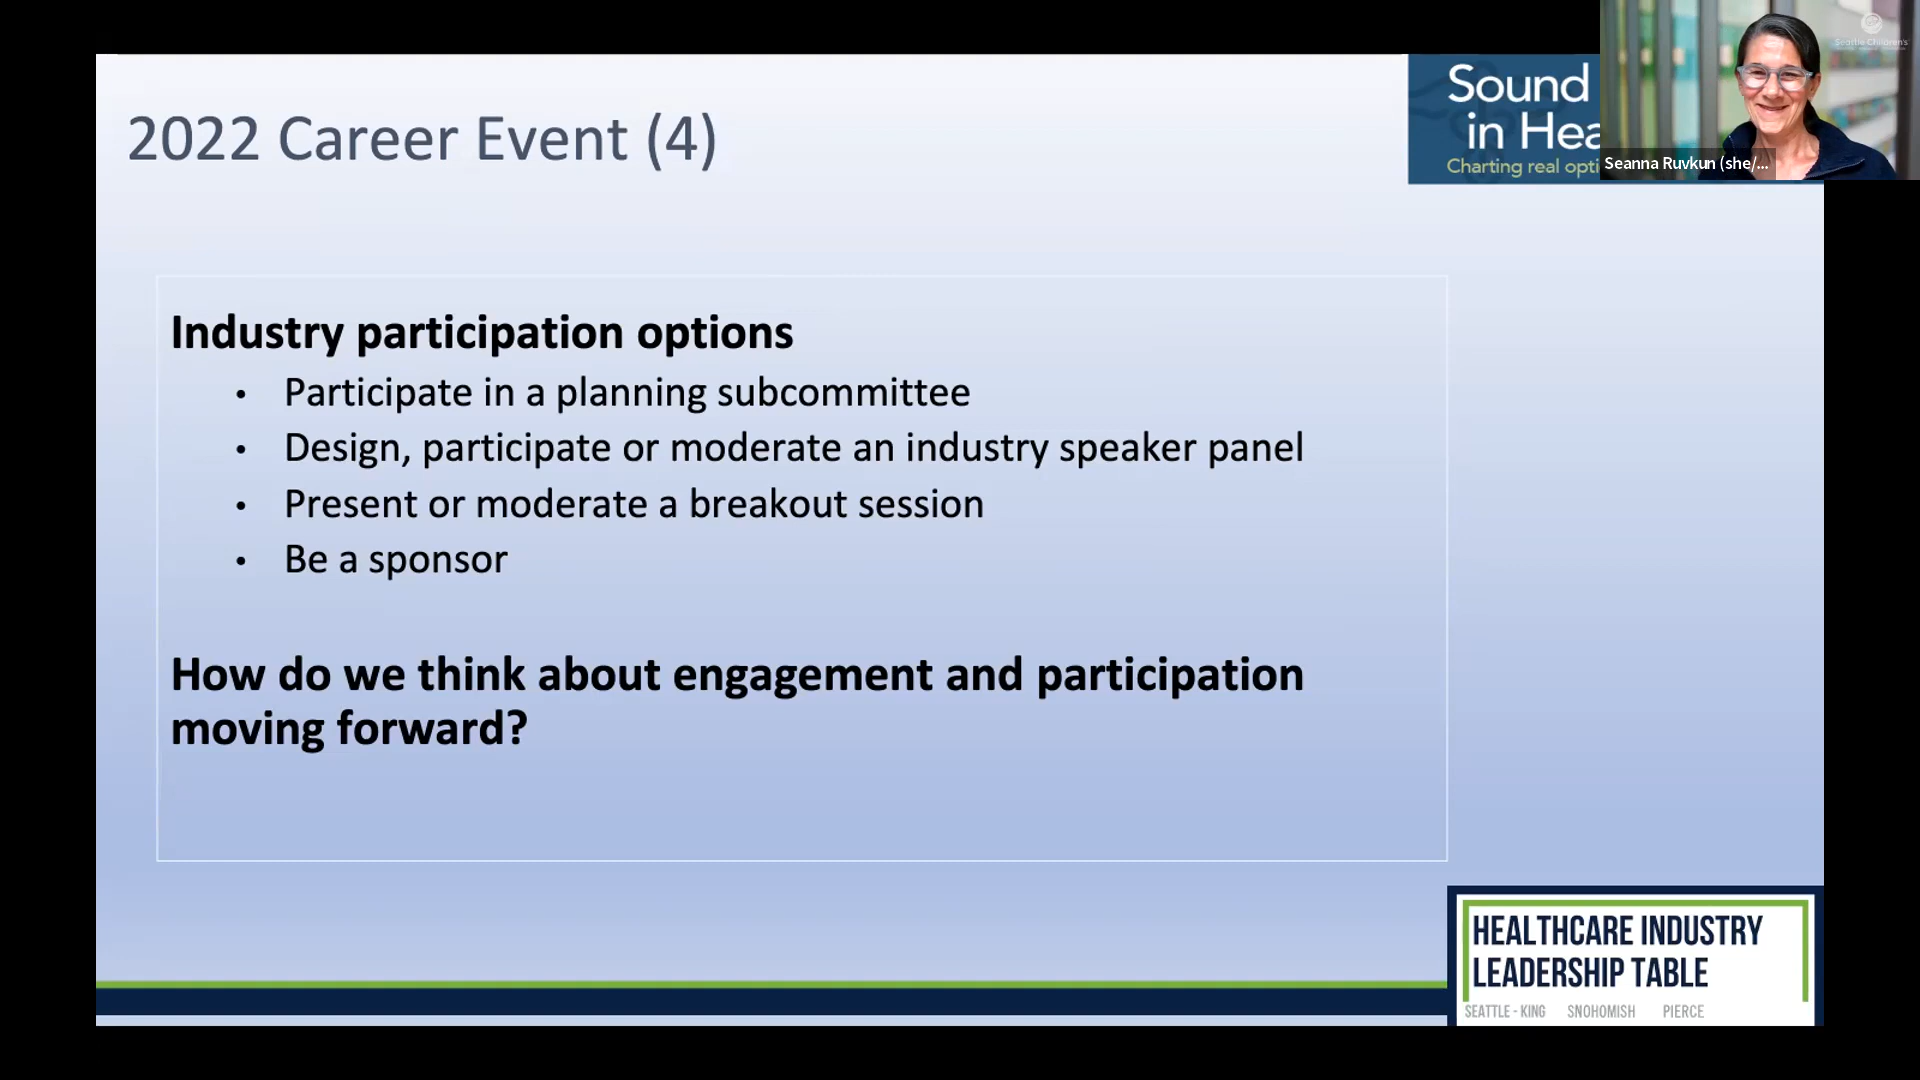 2022 Career Event (4)
Sound
in Hea
Charting real opti
Seattle Children's
Seanna Ruvkun (she/...
Industry participation options
• Participate in a planning subcommittee
• Design, participate or moderate an industry speaker panel
• Present or moderate a breakout session
• Be a sponsor
How do we think about engagement and participation
moving forward?
HEALTHCARE INDUSTRY
LEADERSHIP TABLE
SEATTLE - KING SNOHOMISH PIERCE